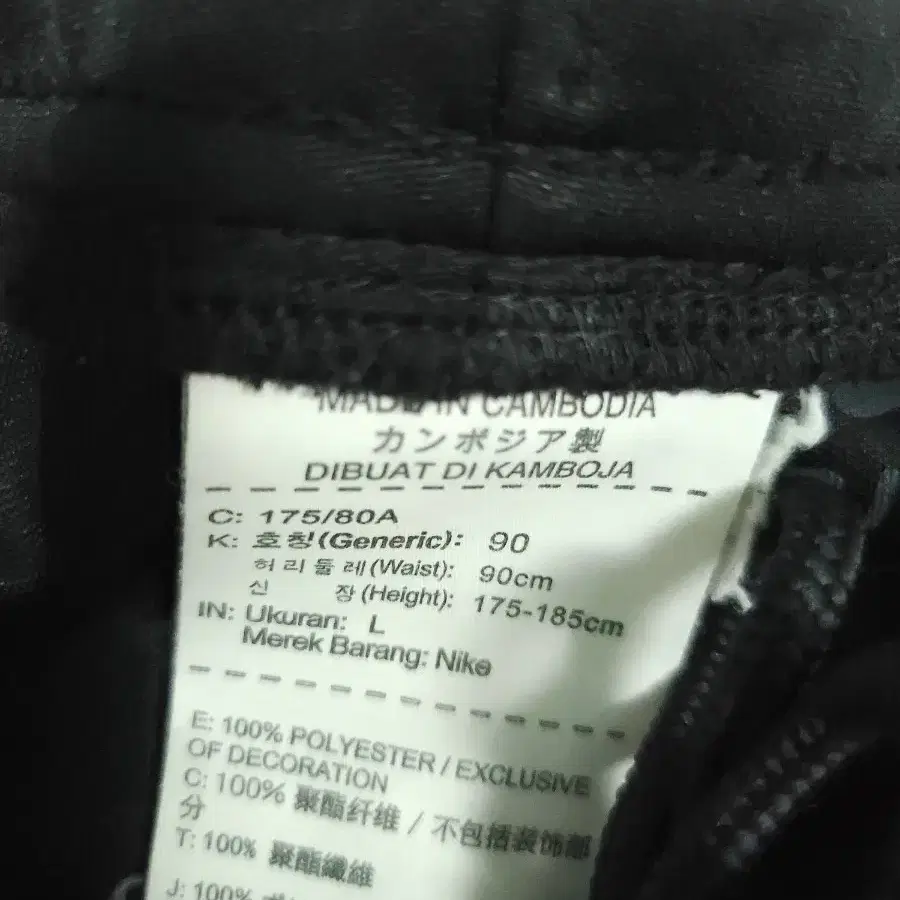 MADE IN CAMBODIA
カンボジア製
DIBUAT DI KAMBOJA
C: 175/80A
K: 호칭(Generic): 90
허리둘레(Waist): 90cm
신 장(Height): 175-185cm
IN: Ukuran: L
Merek Barang: Nike
E: 100% POLYESTER / EXCLUSIVE
OF DECORATION
C: 100% 聚酯纤维 / 不包括装饰部
分
T: 100% 聚酯纖維
J: 100%